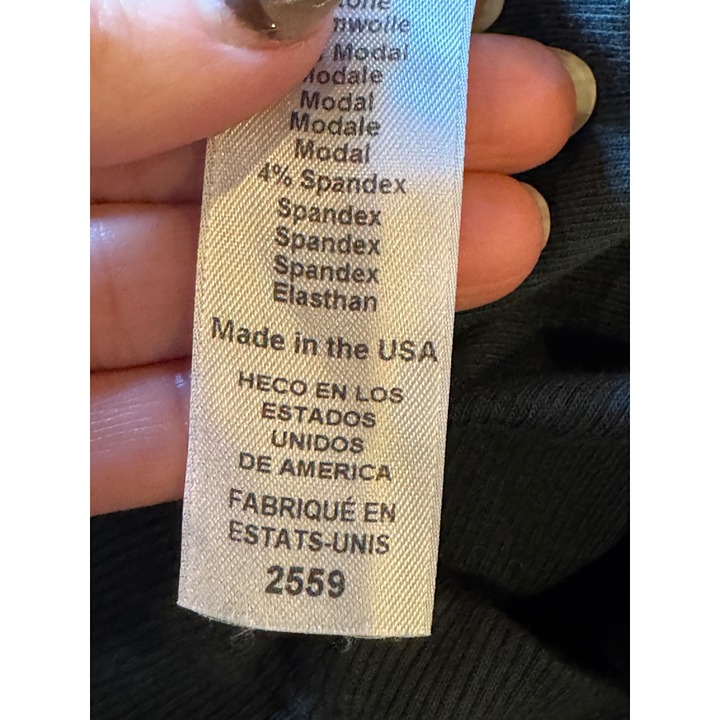 Modal
Modal
Modale
Modal
4% Spandex
Spandex
Spandex
Spandex
Elasthan
Made in the USA
HECO EN LOS
ESTADOS
UNIDOS
DE AMERICA
FABRIQUÉ EN
ESTATS-UNIS
2559